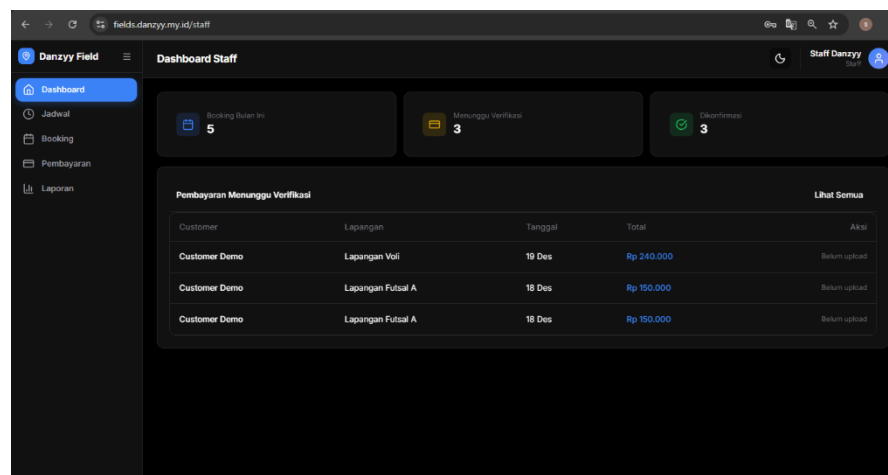 fields.danzyy.my.id/staff
Danzyy Field
Dashboard Staff
Staff Danzyy
Staff
Dashboard
Jadwal
Booking
Pembayaran
Laporan
Booking Bulan Ini
5
Menunggu Verifikasi
3
Dikonfirmasi
3
Pembayaran Menunggu Verifikasi
Lihat Semua
Customer Lapangan Tanggal Total Aksi
Customer Demo Lapangan Voli 19 Des Rp 240.000 Belum upload
Customer Demo Lapangan Futsal A 18 Des Rp 150.000 Belum upload
Customer Demo Lapangan Futsal A 18 Des Rp 150.000 Belum upload